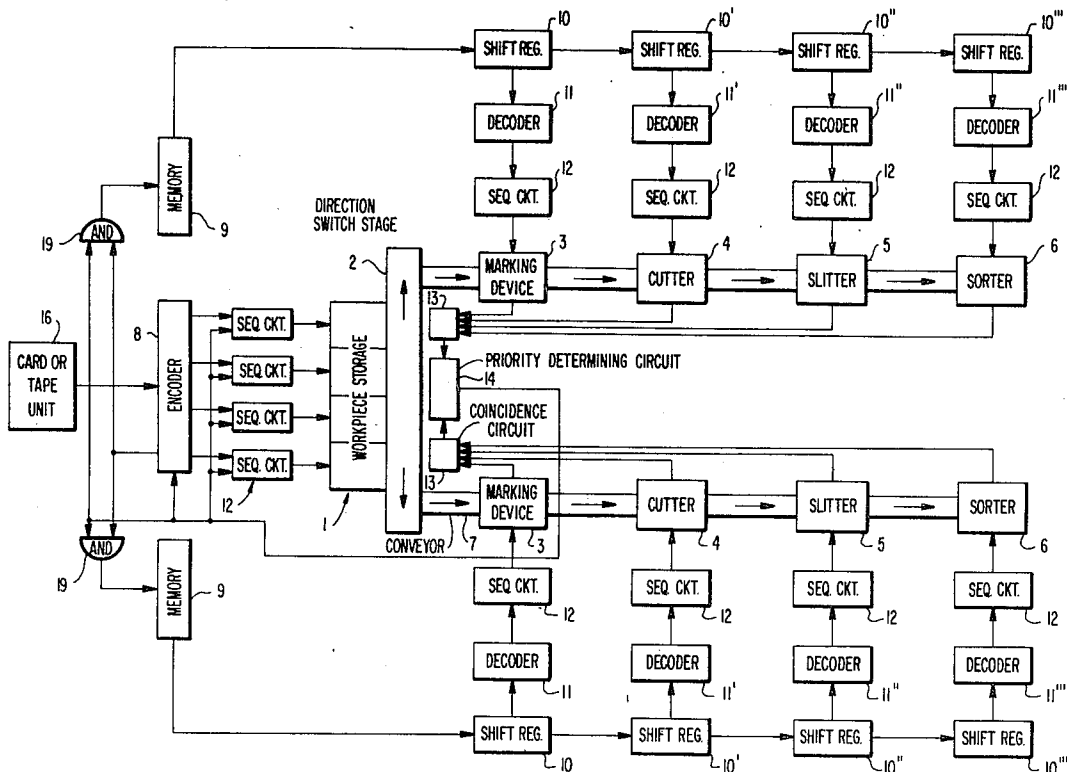 10 10' 10" 10'''
SHIFT REG. SHIFT REG. SHIFT REG. SHIFT REG.
11 11' 11" 11'''
DECODER DECODER DECODER DECODER
MEMORY
9
12 12 12 12
SEQ. CKT. SEQ. CKT. SEQ. CKT. SEQ. CKT.
DIRECTION
SWITCH STAGE
AND
19
2 3 4 5 6
MARKING
DEVICE
CUTTER
SLITTER
SORTER
16
CARD OR
TAPE
UNIT
8
ENCODER
SEQ. CKT.
SEQ. CKT.
SEQ. CKT.
SEQ. CKT.
12
WORKPIECE STORAGE
1
13
PRIORITY DETERMINING CIRCUIT
14
COINCIDENCE
CIRCUIT
13
MARKING
DEVICE
CUTTER
SLITTER
SORTER
CONVEYOR
7 3 4 5 6
AND
19
MEMORY
9
SEQ. CKT. SEQ. CKT. SEQ. CKT. SEQ. CKT.
12 12 12 12
DECODER DECODER DECODER DECODER
11 11' 11" 11'''
SHIFT REG. SHIFT REG. SHIFT REG. SHIFT REG.
10 10' 10" 10'''